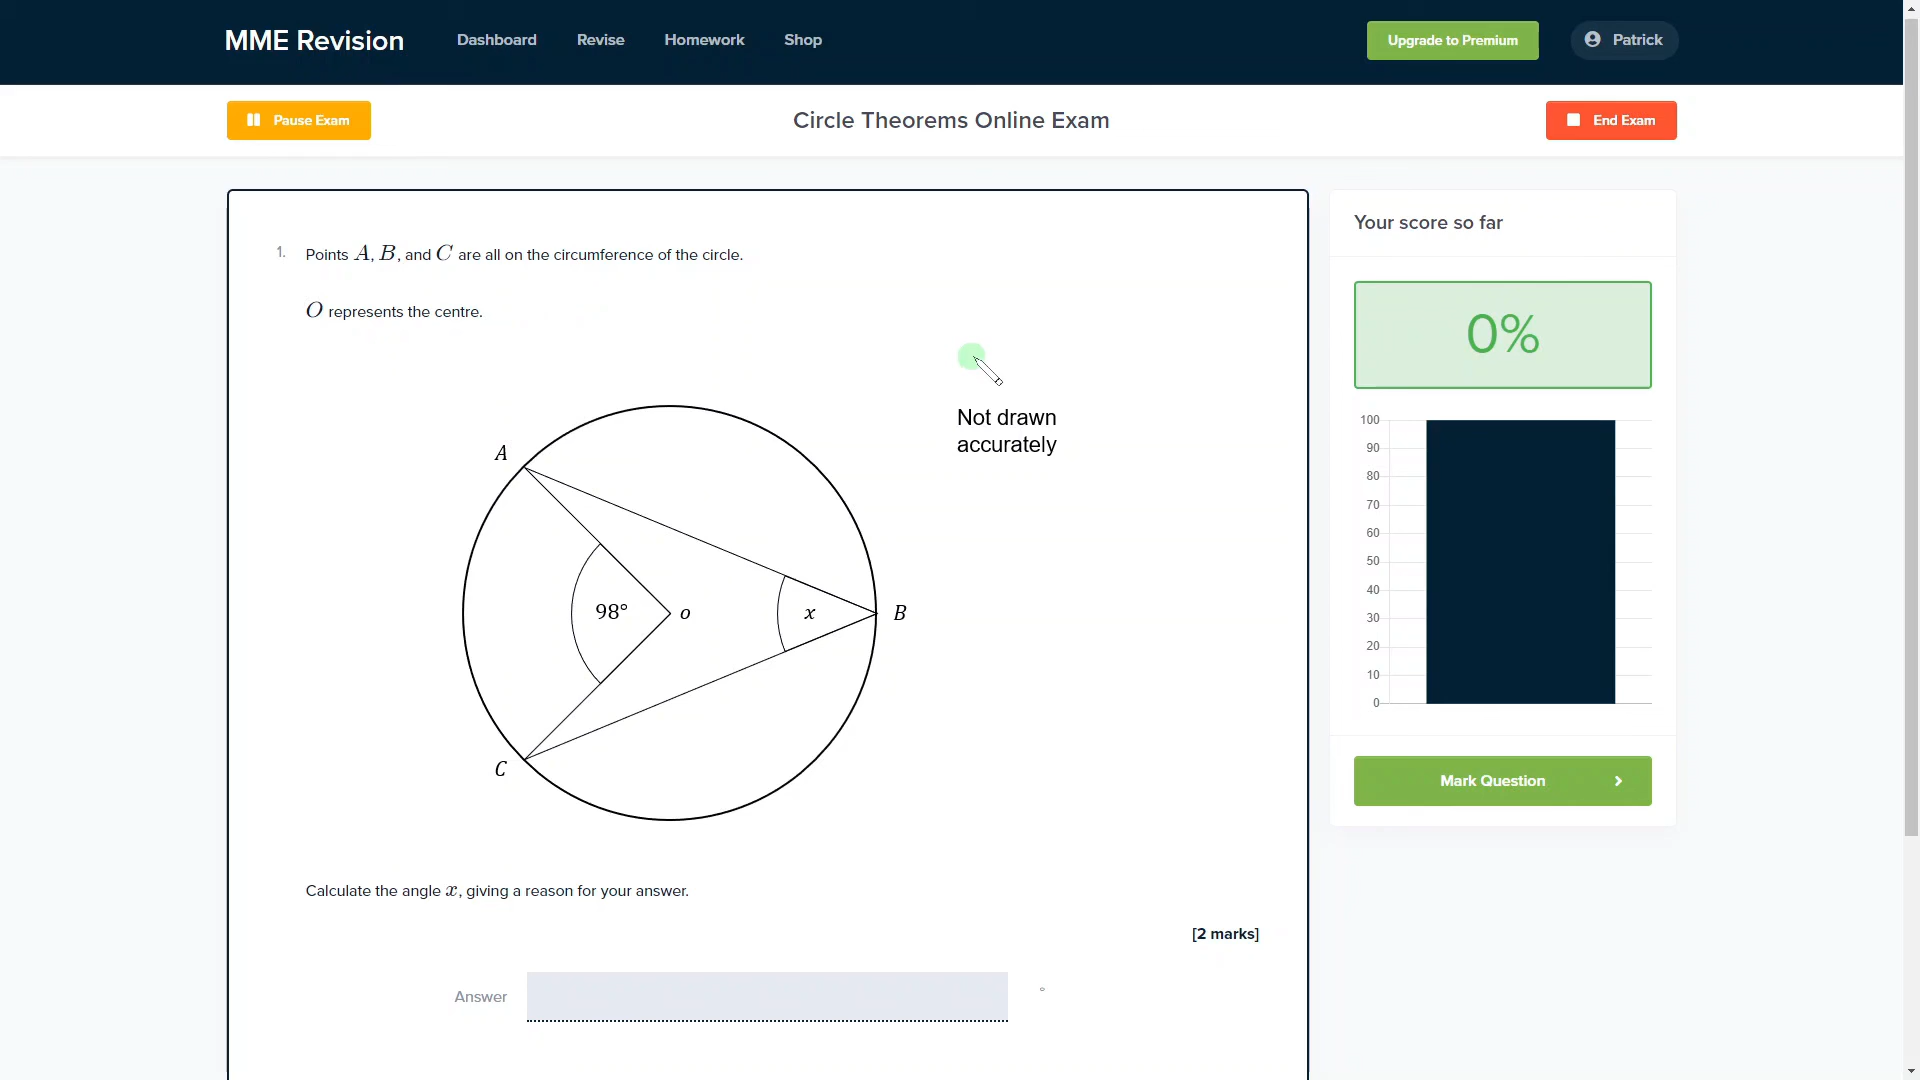 MME Revision
Dashboard
Revise
Homework
Shop
Upgrade to Premium
Patrick
Pause Exam
Circle Theorems Online Exam
End Exam
1. Points A, B, and C are all on the circumference of the circle.
O represents the centre.
Not drawn
accurately
A
98°
o
x
B
C
Calculate the angle x, giving a reason for your answer.
[2 marks]
Answer
°
Your score so far
0%
100
90
80
70
60
50
40
30
20
10
0
Mark Question